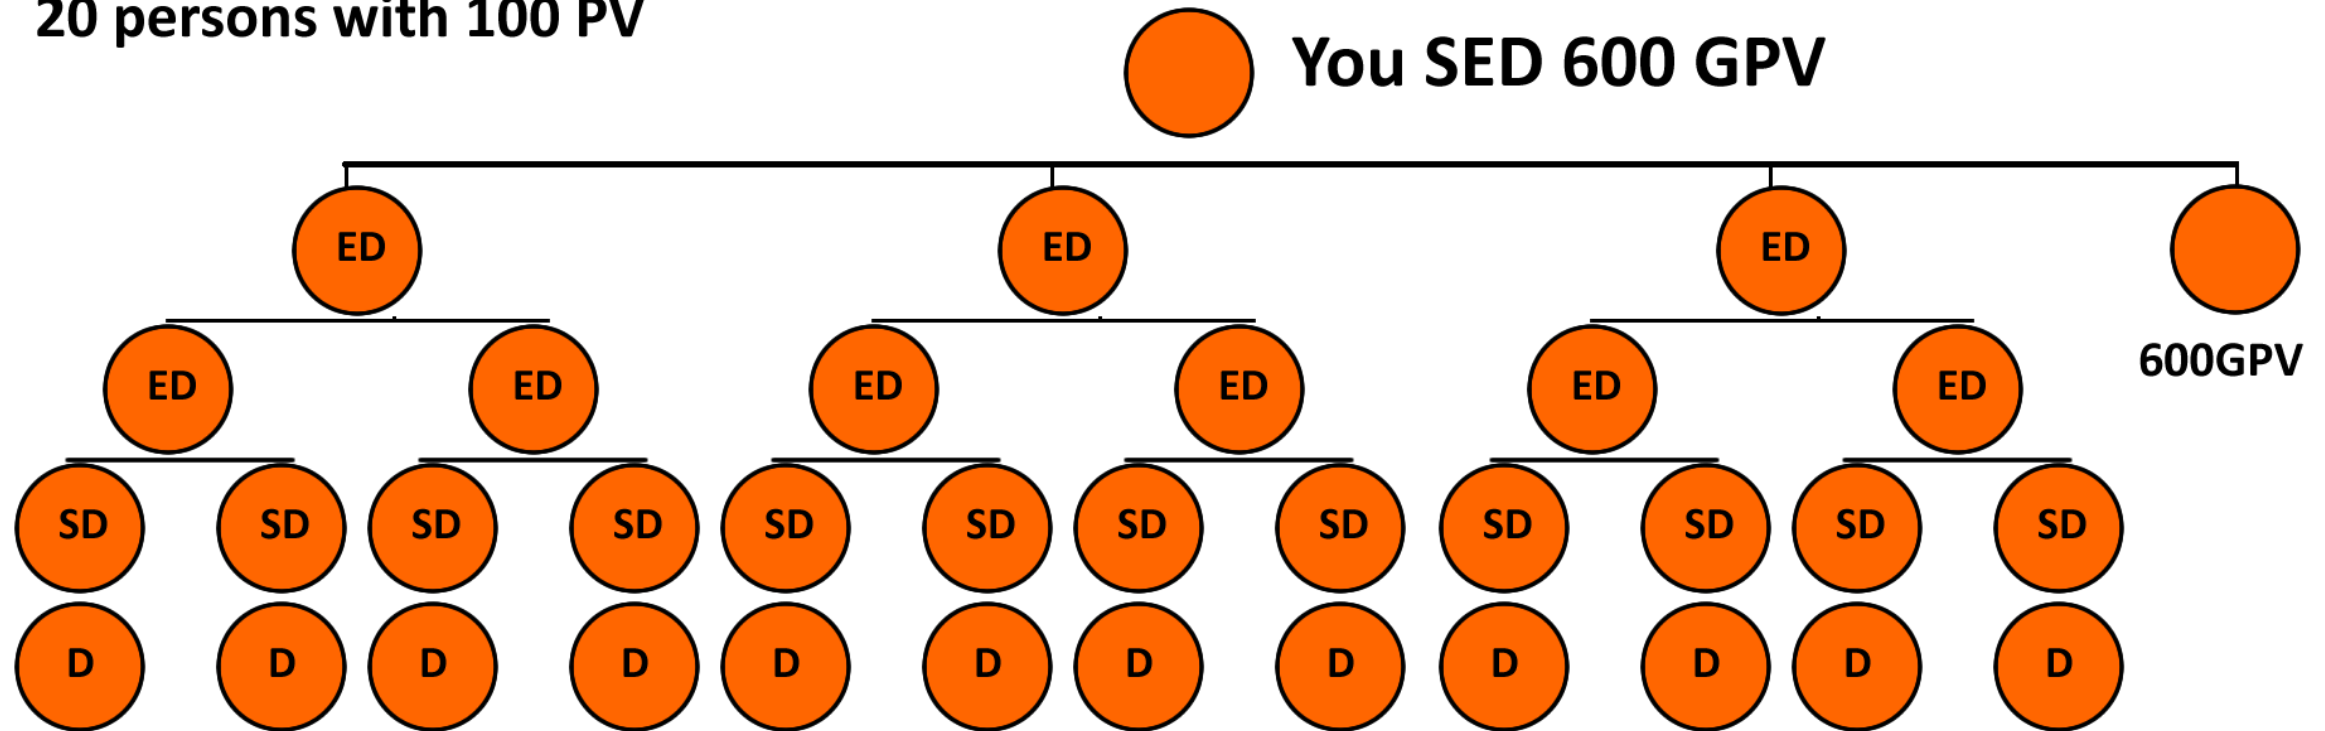 20 persons with 100 PV
You SED 600 GPV
ED ED ED
600GPV
ED ED ED ED ED ED
SD SD SD SD SD SD SD SD SD SD SD SD
D D D D D D D D D D D D